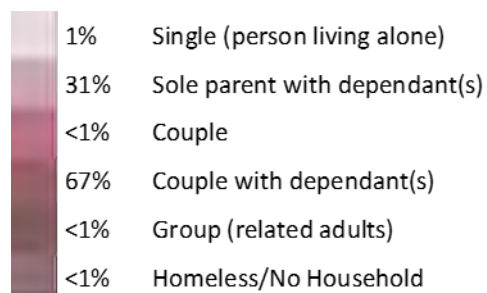 1% Single (person living alone)
31% Sole parent with dependant(s)
<1% Couple
67% Couple with dependant(s)
<1% Group (related adults)
<1% Homeless/No Household